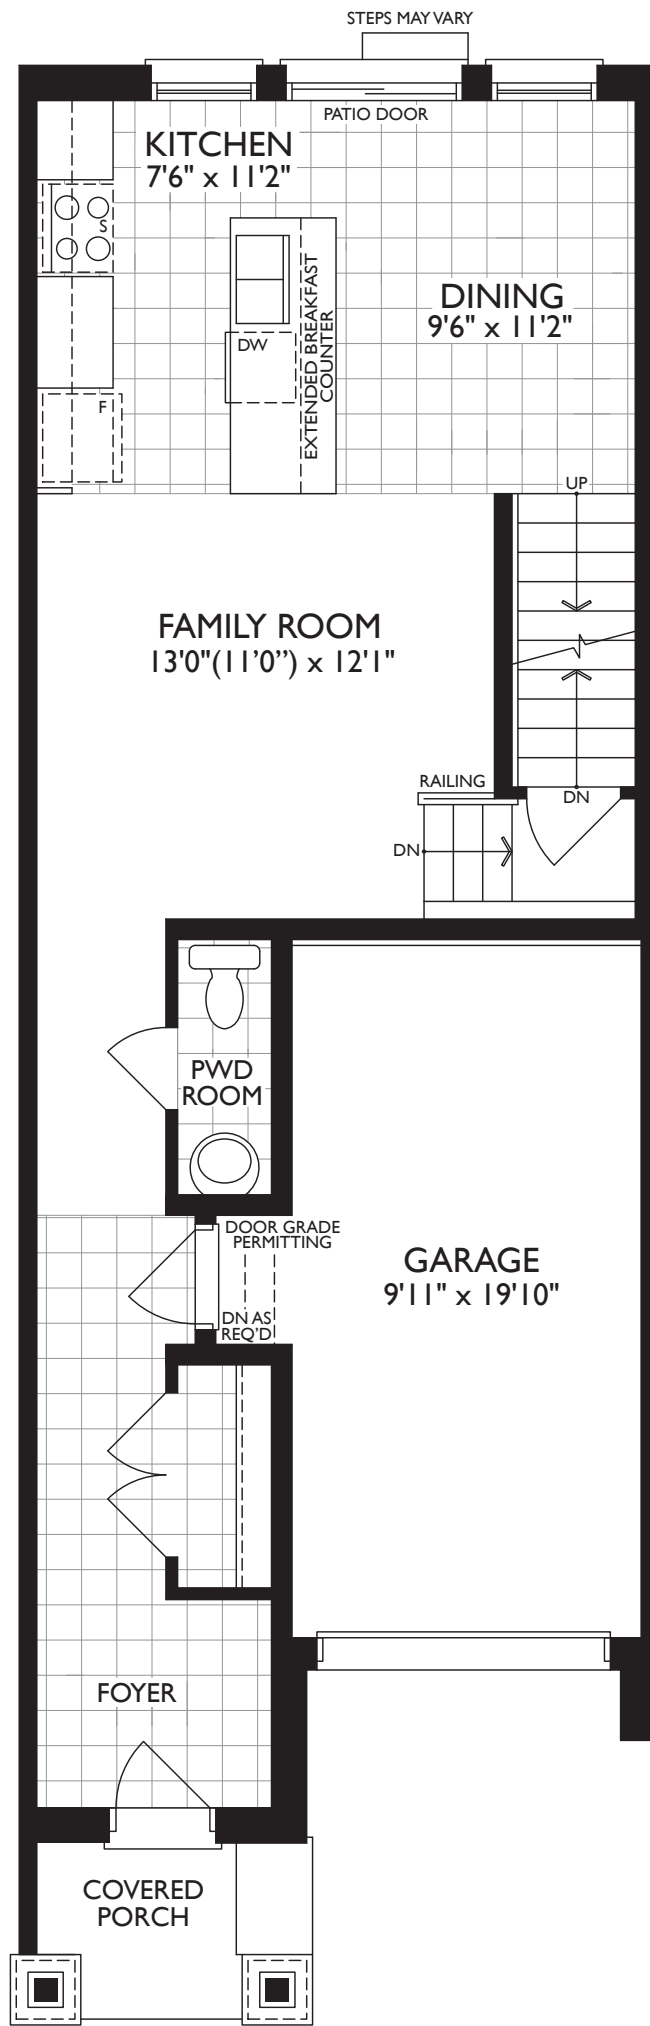 STEPS MAY VARY
PATIO DOOR
KITCHEN
7'6" x 11'2"
S
DINING
9'6" x 11'2"
EXTENDED BREAKFAST
COUNTER
DW
F
UP
FAMILY ROOM
13'0"(11'0”) x 12'1"
RAILING
DN
DN
PWD
ROOM
DOOR GRADE
PERMITTING
GARAGE
9'11" x 19'10"
DN AS
REQ’D
FOYER
COVERED
PORCH